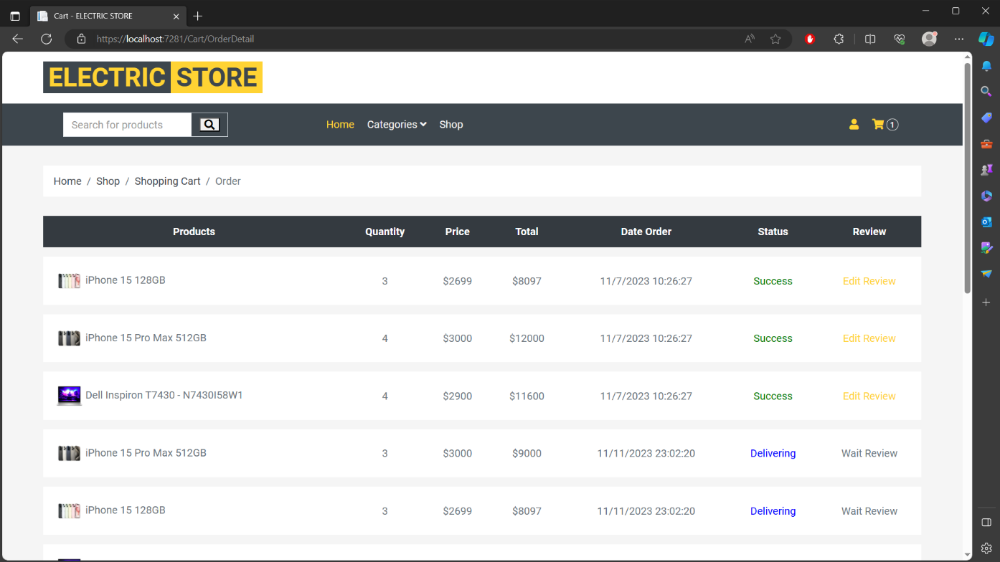 Cart - ELECTRIC STORE
https://localhost:7281/Cart/OrderDetail
ELECTRIC STORE
Search for products Home Categories Shop 1
Home / Shop / Shopping Cart / Order
Products Quantity Price Total Date Order Status Review
iPhone 15 128GB 3 $2699 $8097 11/7/2023 10:26:27 Success Edit Review
iPhone 15 Pro Max 512GB 4 $3000 $12000 11/7/2023 10:26:27 Success Edit Review
Dell Inspiron T7430 - N7430I58W1 4 $2900 $11600 11/7/2023 10:26:27 Success Edit Review
iPhone 15 Pro Max 512GB 3 $3000 $9000 11/11/2023 23:02:20 Delivering Wait Review
iPhone 15 128GB 3 $2699 $8097 11/11/2023 23:02:20 Delivering Wait Review